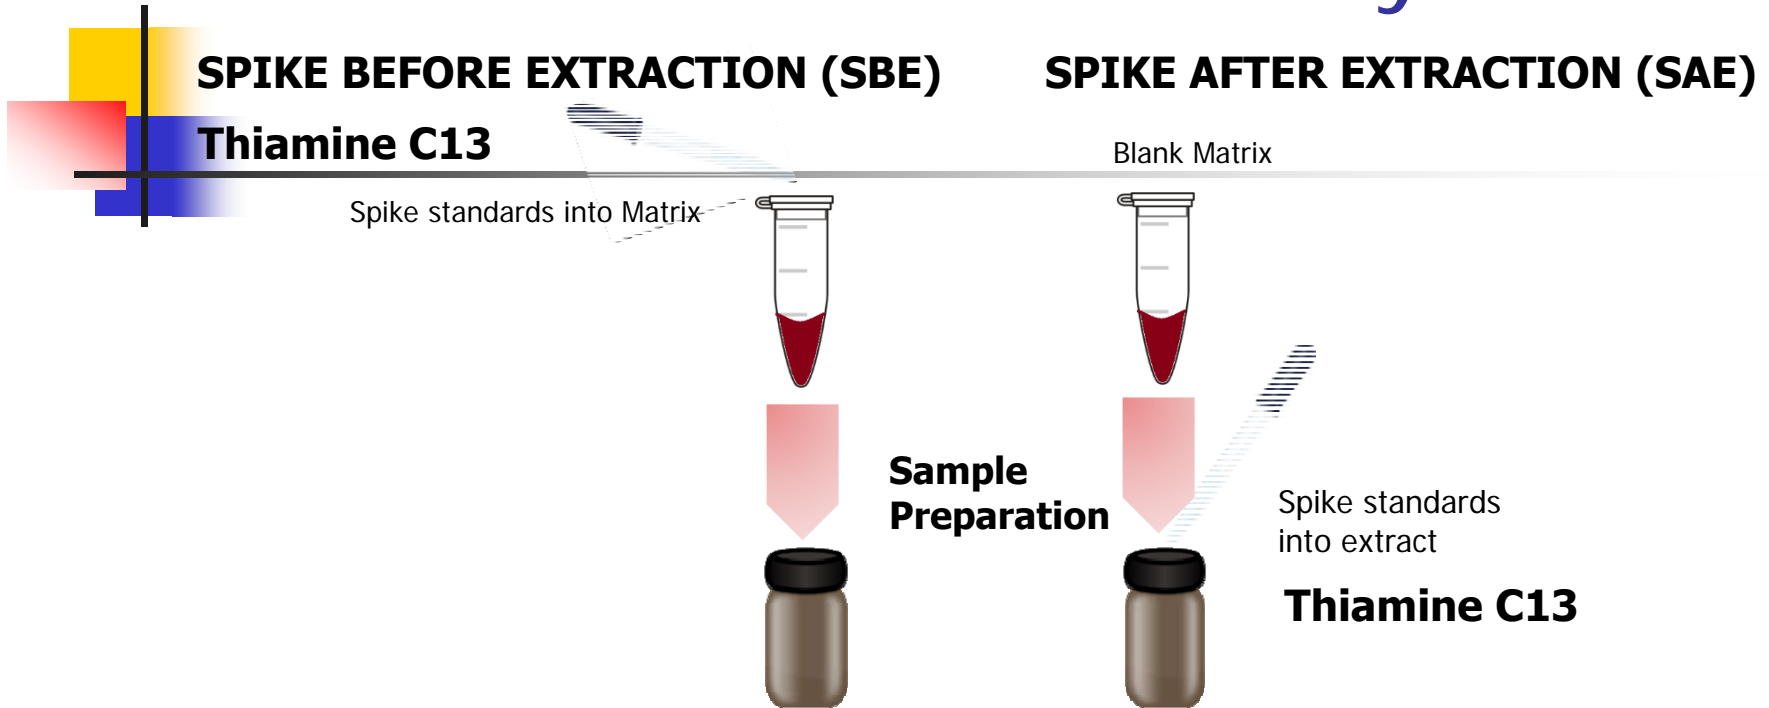 SPIKE BEFORE EXTRACTION (SBE)
SPIKE AFTER EXTRACTION (SAE)
Thiamine C13
Blank Matrix
Spike standards into Matrix
Sample
Preparation
Spike standards
into extract
Thiamine C13